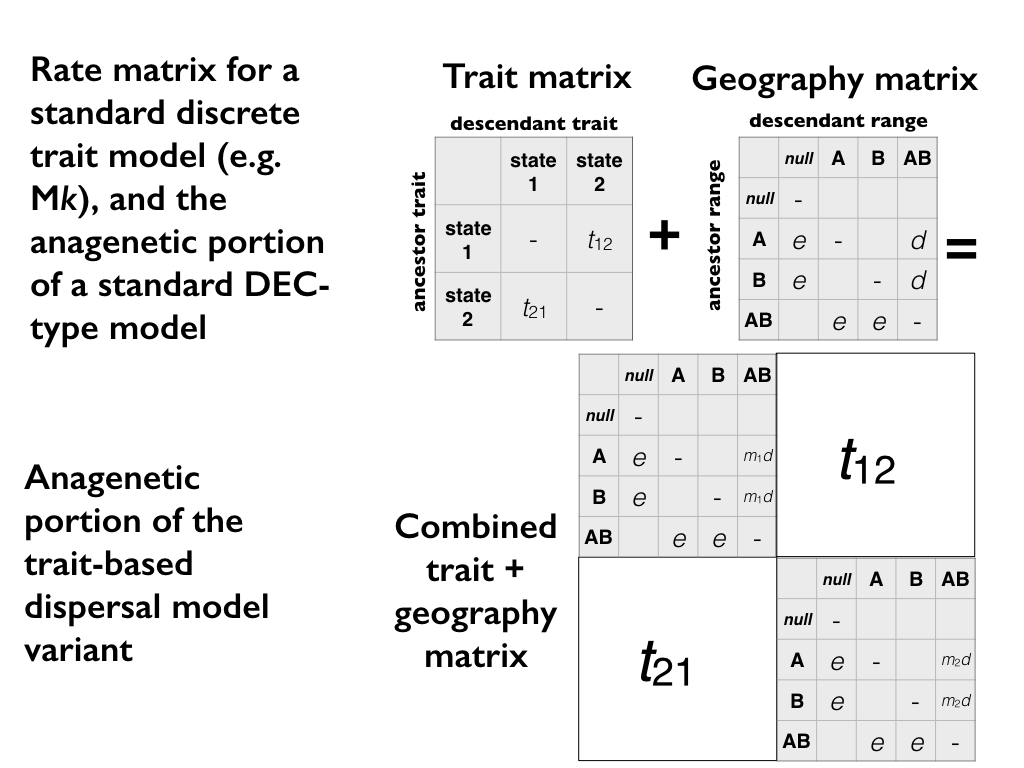 Rate matrix for a
standard discrete
trait model (e.g.
Mk), and the
anagenetic portion
of a standard DEC-
type model
Trait matrix
descendant trait
ancestor trait
state 1 state 2
state 1 - t12
state 2 t21 -
+
Geography matrix
descendant range
ancestor range
null A B AB
null -
A e - d
B e - d
AB e e -
=
Anagenetic
portion of the
trait-based
dispersal model
variant
Combined
trait +
geography
matrix
null A B AB
null -
A e - m1d
B e - m1d
AB e e -
t12
t21
null A B AB
null -
A e - m2d
B e - m2d
AB e e -